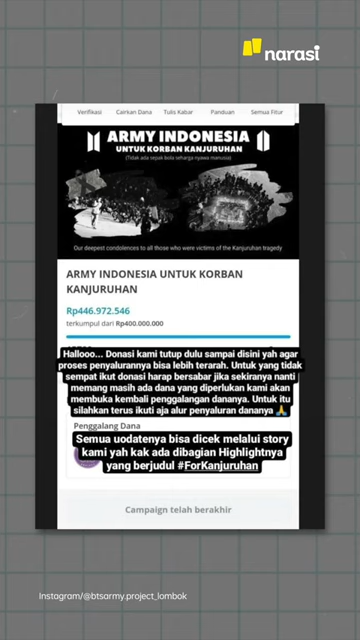 narasi
Verifikasi Cairkan Dana Tulis Kabar Panduan Semua Fitur
ARMY INDONESIA
UNTUK KORBAN KANJURUHAN
(Tidak ada sepak bola seharga nyawa manusia)
Our deepest condolences to all those who were victims of the Kanjuruhan tragedy
ARMY INDONESIA UNTUK KORBAN
KANJURUHAN
Rp446.972.546
terkumpul dari Rp400.000.000
Hallooo... Donasi kami tutup dulu sampai disini yah agar
proses penyalurannya bisa lebih terarah. Untuk yang tidak
sempat ikut donasi harap bersabar jika sekiranya nanti
memang masih ada dana yang diperlukan kami akan
membuka kembali penggalangan dananya. Untuk itu
silahkan terus ikuti aja alur penyaluran dananya 🙏
Penggalang Dana
Semua uodatenya bisa dicek melalui story
kami yah kak ada dibagian Highlightnya
yang berjudul #ForKanjuruhan
Campaign telah berakhir
Instagram/@btsarmy.project_lombok